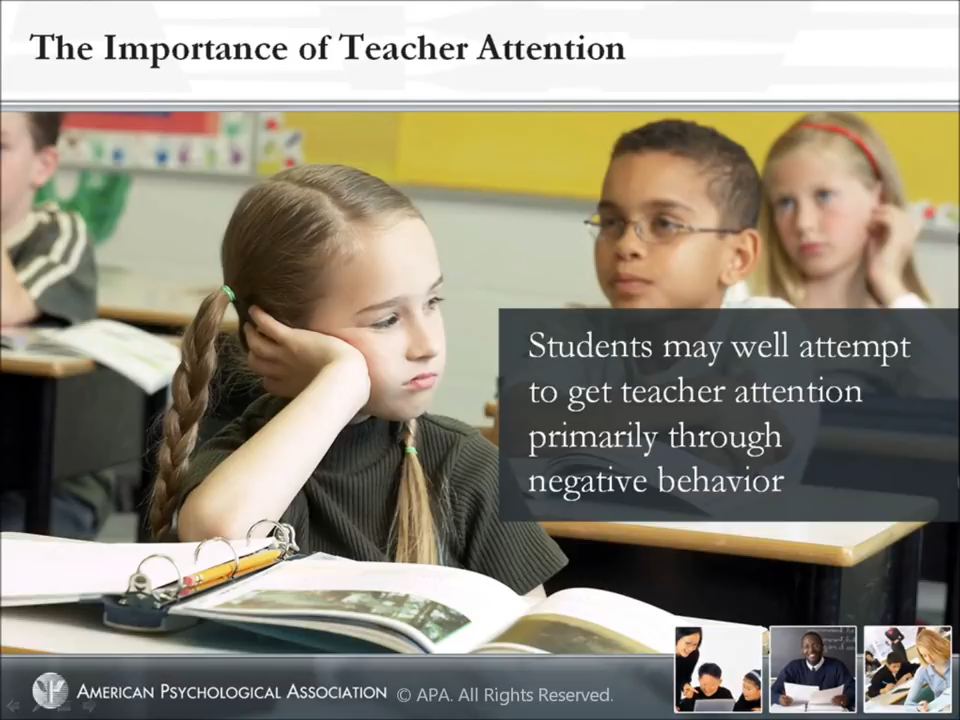 The Importance of Teacher Attention
Students may well attempt
to get teacher attention
primarily through
negative behavior
AMERICAN PSYCHOLOGICAL ASSOCIATION © APA. All Rights Reserved.